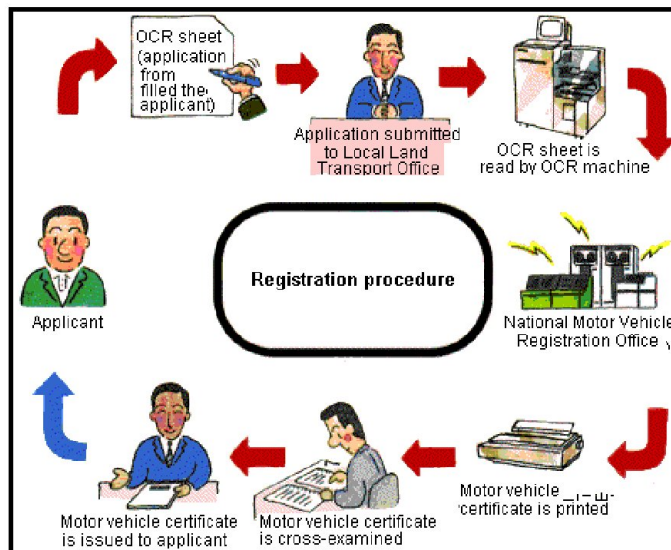 OCR sheet
(application
from
filled the
applicant)
Application submitted
to Local Land
Transport Office
OCR sheet is
read by OCR machine
Registration procedure
Applicant
National Motor Vehicle
Registration Office
Motor vehicle
certificate is printed
Motor vehicle certificate
is cross-examined
Motor vehicle certificate
is issued to applicant